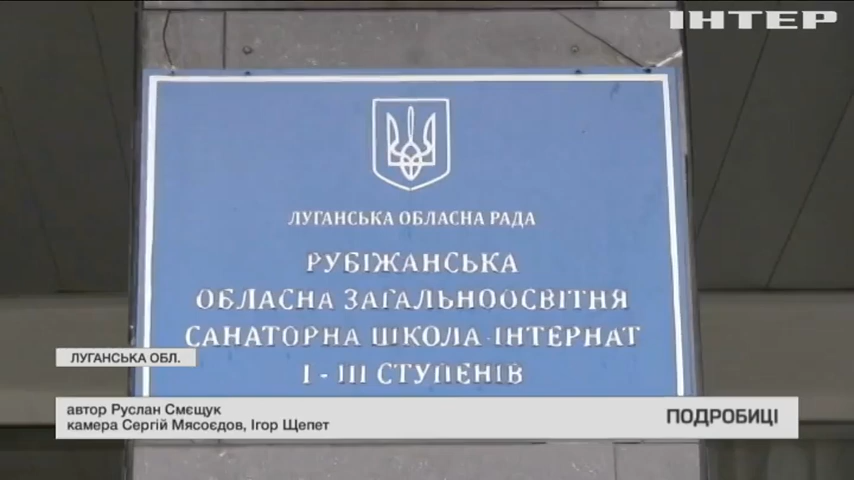 ІНТЕР
ЛУГАНСЬКА ОБЛАСНА РАДА
РУБІЖАНСЬКА
ОБЛАСНА ЗАГАЛЬНООСВІТНЯ
САНАТОРНА ШКОЛА-ІНТЕРНАТ
І - ІІІ СТУПЕНІВ
ЛУГАНСЬКА ОБЛ.
автор Руслан Смєщук
камера Сергій Мясоєдов, Ігор Щепет
ПОДРОБИЦІ